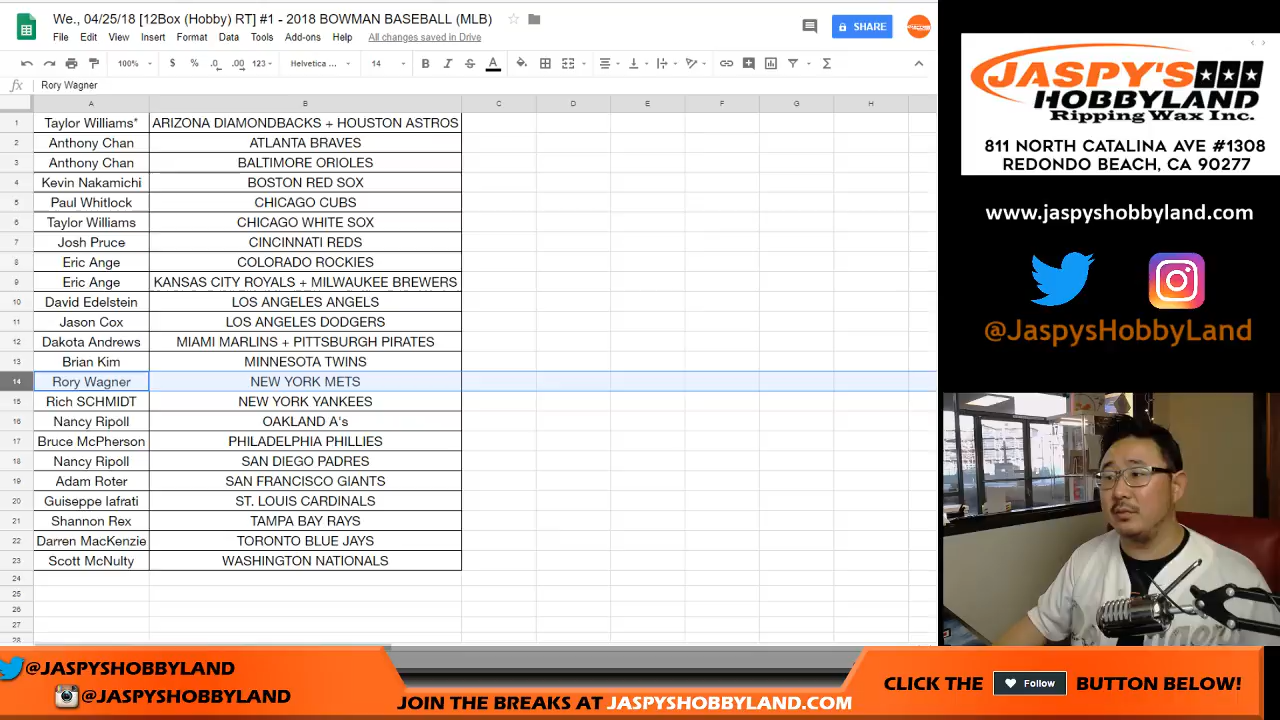 We., 04/25/18 [12Box (Hobby) RT] #1 - 2018 BOWMAN BASEBALL (MLB)
File Edit View Insert Format Data Tools Add-ons Help All changes saved in Drive
SHARE
100% $ % .0 .00 123 Helvetica ... 14 B I S A
fx Rory Wagner
A B C D E F G H
1 Taylor Williams* ARIZONA DIAMONDBACKS + HOUSTON ASTROS
2 Anthony Chan ATLANTA BRAVES
3 Anthony Chan BALTIMORE ORIOLES
4 Kevin Nakamichi BOSTON RED SOX
5 Paul Whitlock CHICAGO CUBS
6 Taylor Williams CHICAGO WHITE SOX
7 Josh Pruce CINCINNATI REDS
8 Eric Ange COLORADO ROCKIES
9 Eric Ange KANSAS CITY ROYALS + MILWAUKEE BREWERS
10 David Edelstein LOS ANGELES ANGELS
11 Jason Cox LOS ANGELES DODGERS
12 Dakota Andrews MIAMI MARLINS + PITTSBURGH PIRATES
13 Brian Kim MINNESOTA TWINS
14 Rory Wagner NEW YORK METS
15 Rich SCHMIDT NEW YORK YANKEES
16 Nancy Ripoll OAKLAND A's
17 Bruce McPherson PHILADELPHIA PHILLIES
18 Nancy Ripoll SAN DIEGO PADRES
19 Adam Roter SAN FRANCISCO GIANTS
20 Guiseppe Iafrati ST. LOUIS CARDINALS
21 Shannon Rex TAMPA BAY RAYS
22 Darren MacKenzie TORONTO BLUE JAYS
23 Scott McNulty WASHINGTON NATIONALS
24
25
26
27
28
JASPY'S
HOBBYLAND
Ripping Wax Inc.
811 NORTH CATALINA AVE #1308
REDONDO BEACH, CA 90277
www.jaspyshobbyland.com
@JaspysHobbyLand
@JASPYSHOBBYLAND
@JASPYSHOBBYLAND
JOIN THE BREAKS AT JASPYSHOBBYLAND.COM
CLICK THE Follow BUTTON BELOW!